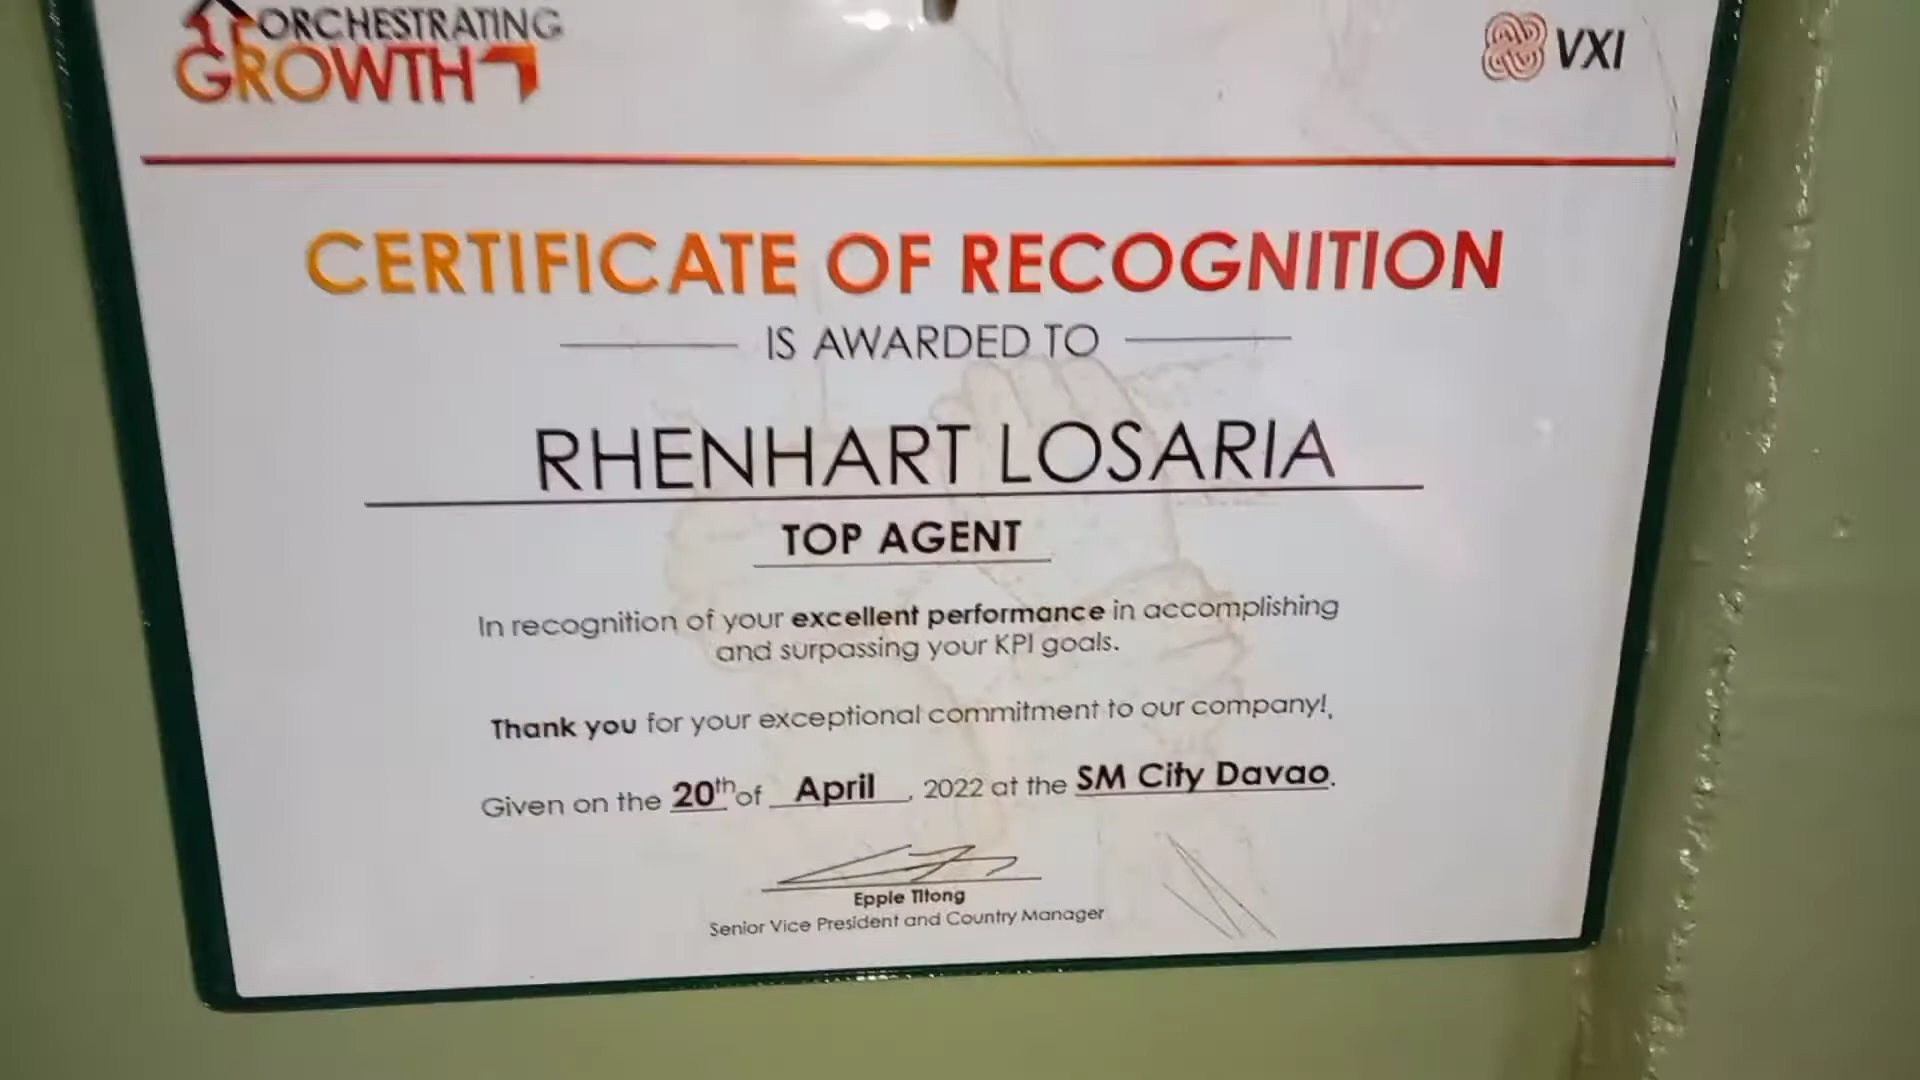 ORCHESTRATING
GROWTH
VXI
CERTIFICATE OF RECOGNITION
IS AWARDED TO
RHENHART LOSARIA
TOP AGENT
In recognition of your excellent performance in accomplishing
and surpassing your KPI goals.
Thank you for your exceptional commitment to our company!,
Given on the 20th of April, 2022 at the SM City Davao.
Epple Titong
Senior Vice President and Country Manager